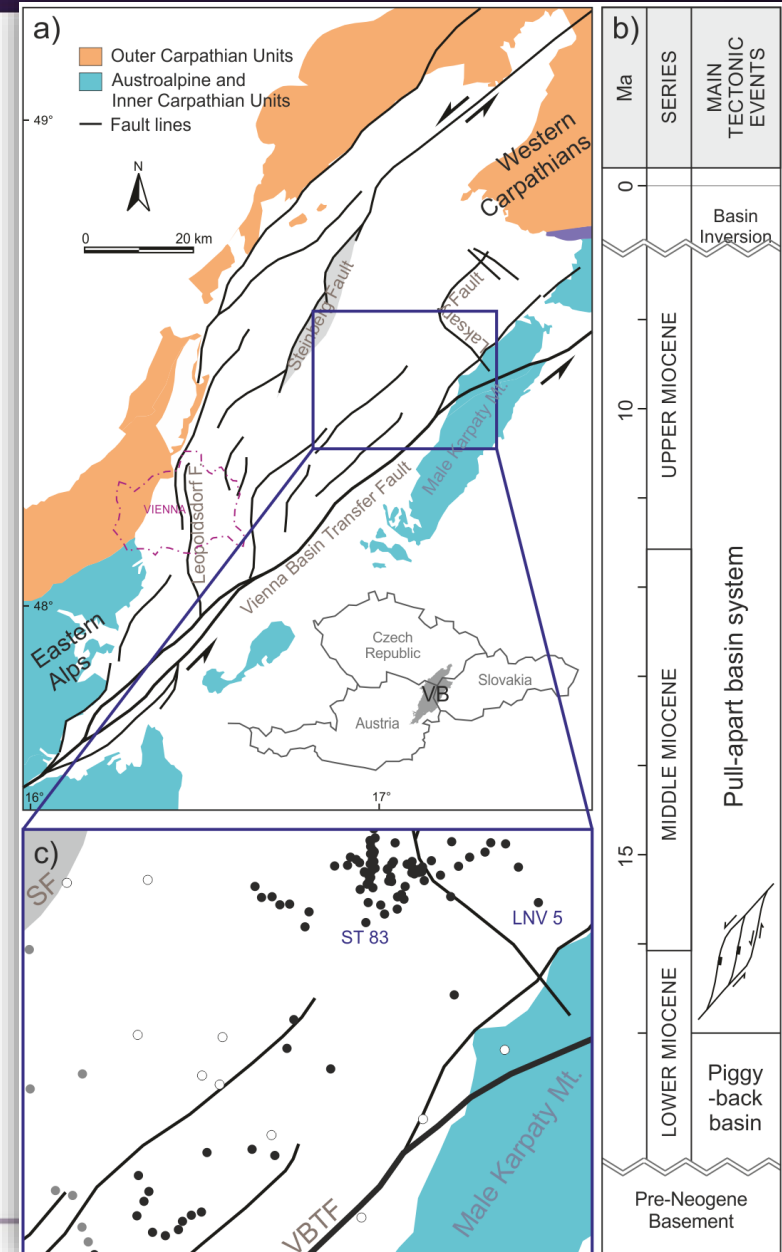 a)
Outer Carpathian Units
Austroalpine and
Inner Carpathian Units
Fault lines
49°
N
0 20 km
Western
Carpathians
Steinberg Fault
Laksary Fault
Male Karpaty Mt.
VIENNA
Leopoldsdorf F.
Vienna Basin Transfer Fault
48°
Eastern
Alps
Czech
Republic
Slovakia
VB
Austria
16°
17°
b)
Ma
SERIES
MAIN
TECTONIC
EVENTS
0
Basin
Inversion
UPPER MIOCENE
10
Pull-apart basin system
MIDDLE MIOCENE
15
LOWER MIOCENE
Piggy
-back
basin
Pre-Neogene
Basement
c)
SF
ST 83
LNV 5
Male Karpaty Mt.
VBTF